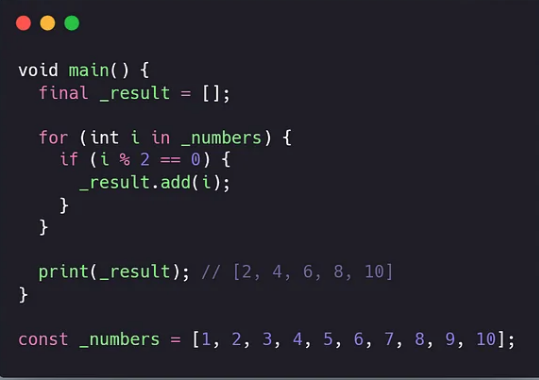 void main() {
  final _result = [];

  for (int i in _numbers) {
    if (i % 2 == 0) {
      _result.add(i);
    }
  }

  print(_result); // [2, 4, 6, 8, 10]
}

const _numbers = [1, 2, 3, 4, 5, 6, 7, 8, 9, 10];